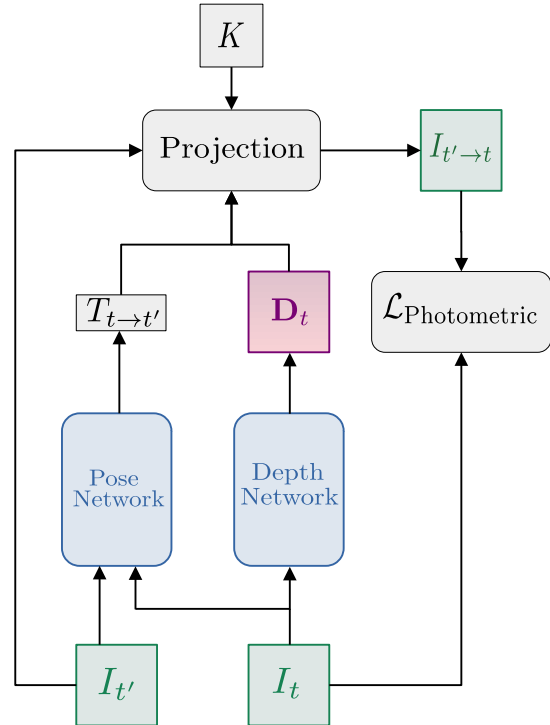 K
Projection
I_{t'→t}
T_{t→t'}
D_t
ℒ_Photometric
Pose
Network
Depth
Network
I_{t'}
I_t